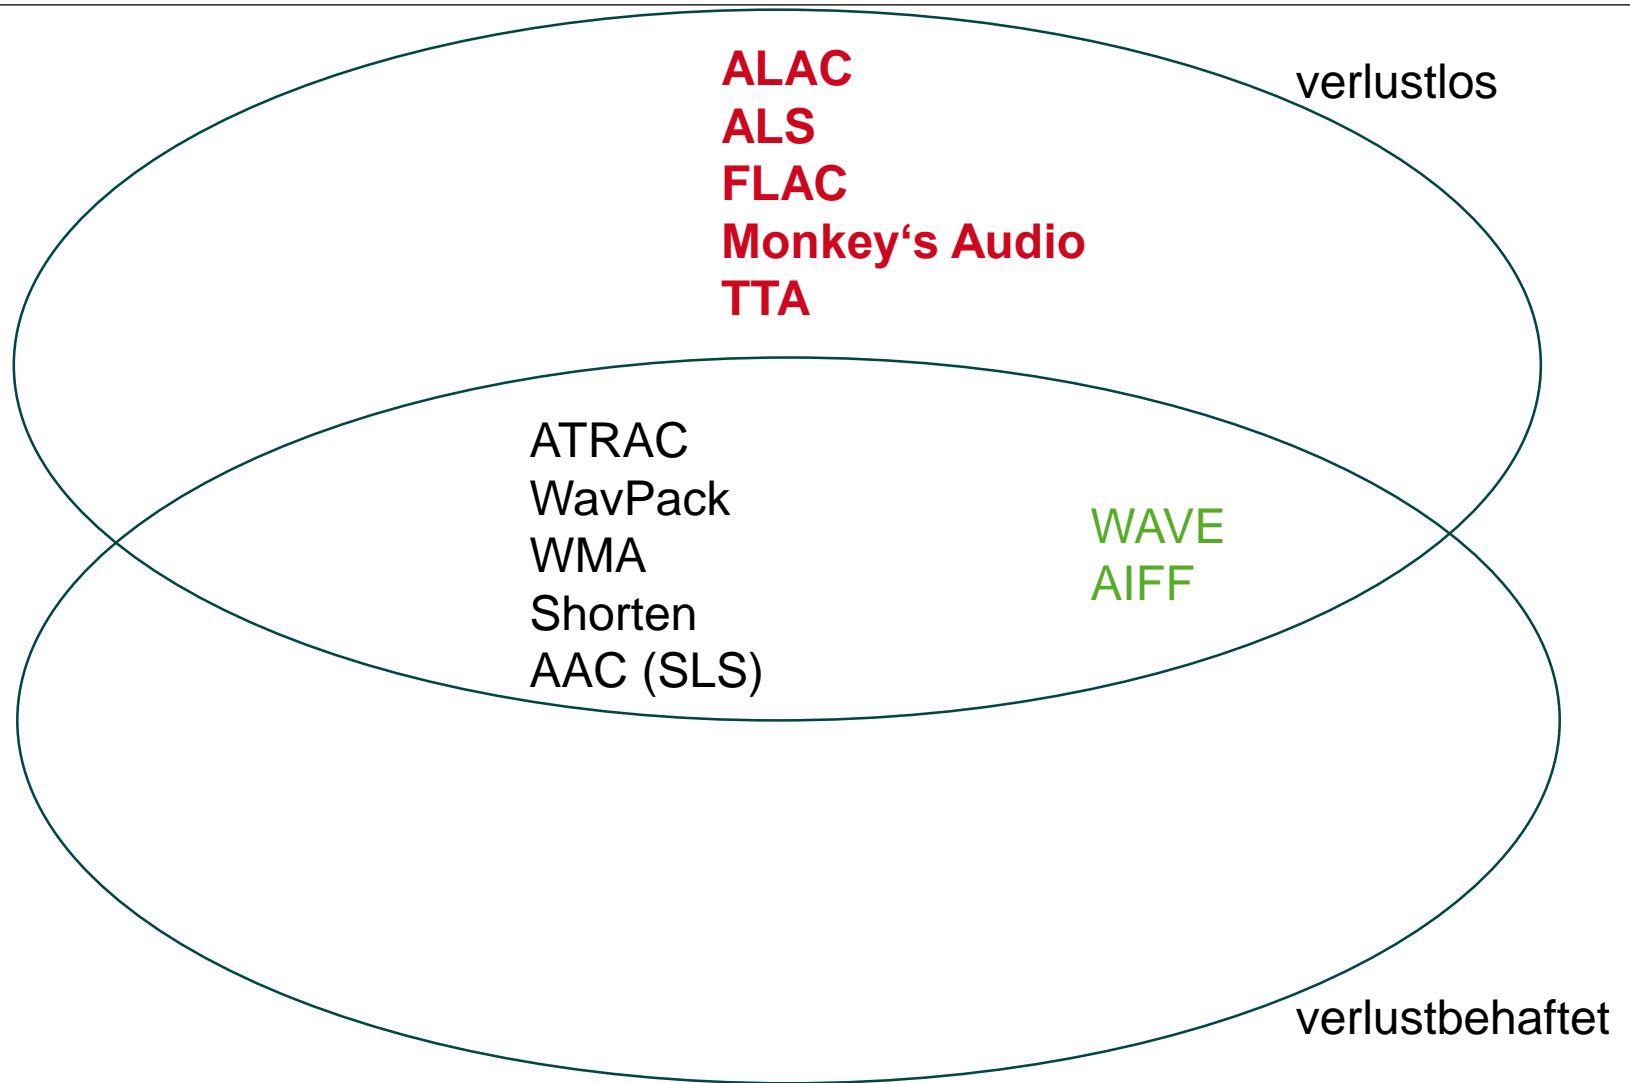 ALAC
verlustlos
ALS
FLAC
Monkey‘s Audio
TTA
ATRAC
WavPack
WMA
Shorten
AAC (SLS)
WAVE
AIFF
verlustbehaftet